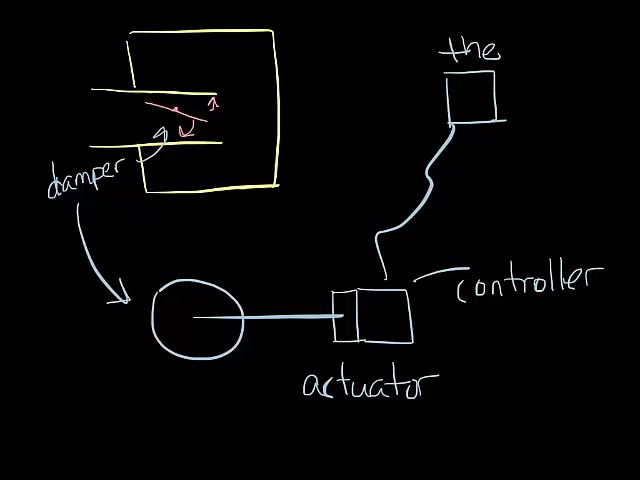 the
damper
controller
actuator